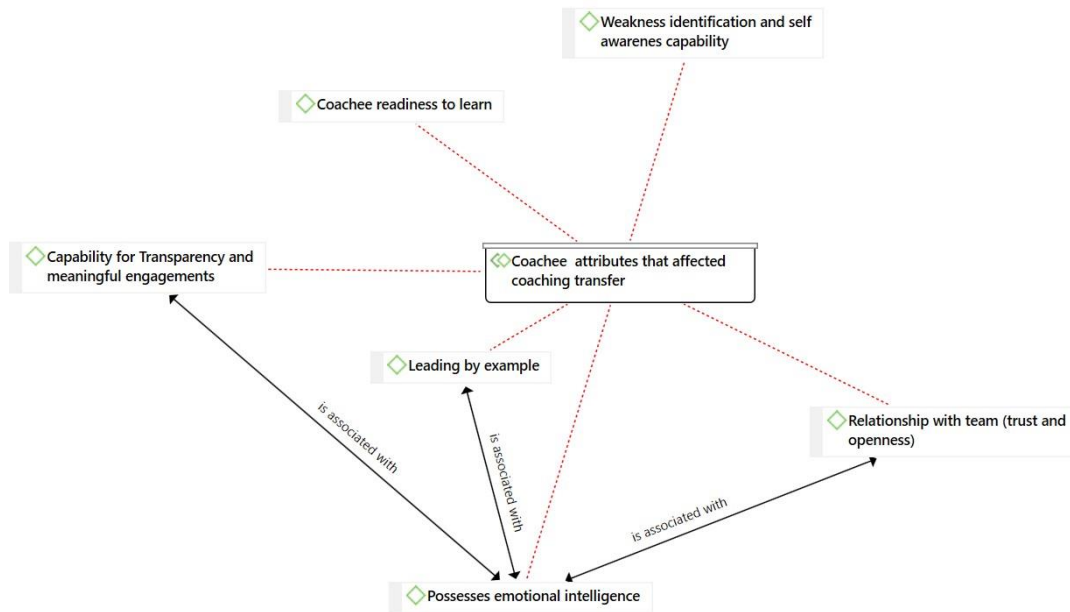 Weakness identification and self
awarenes capability
Coachee readiness to learn
Capability for Transparency and
meaningful engagements
Coachee  attributes that affected
coaching transfer
Leading by example
Relationship with team (trust and
openness)
is associated with
is associated with
is associated with
Possesses emotional intelligence